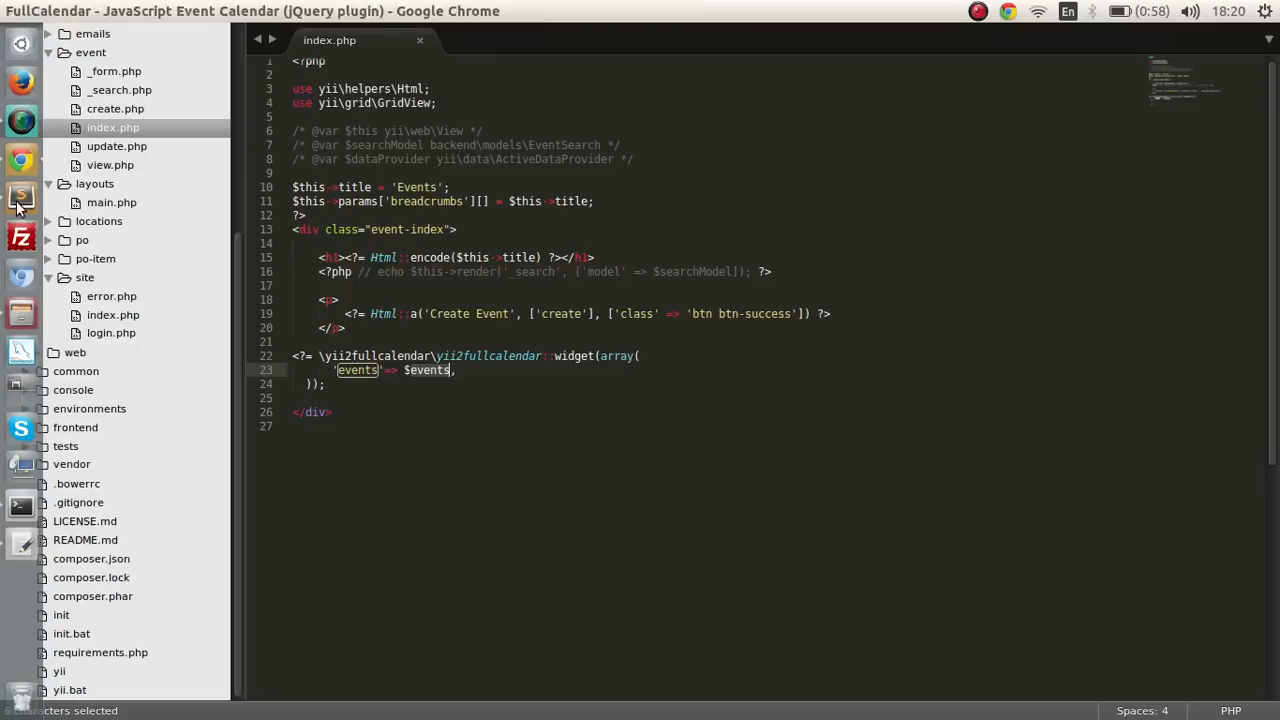 FullCalendar - JavaScript Event Calendar (jQuery plugin) - Google Chrome
En
(0:58)
18:20
emails
event
_form.php
_search.php
create.php
index.php
update.php
view.php
layouts
main.php
locations
po
po-item
site
error.php
index.php
login.php
web
common
console
environments
frontend
tests
vendor
.bowerrc
.gitignore
LICENSE.md
README.md
composer.json
composer.lock
composer.phar
init
init.bat
requirements.php
yii
yii.bat
index.php
1 <?php
2
3 use yii\helpers\Html;
4 use yii\grid\GridView;
5
6 /* @var $this yii\web\View */
7 /* @var $searchModel backend\models\EventSearch */
8 /* @var $dataProvider yii\data\ActiveDataProvider */
9
10 $this->title = 'Events';
11 $this->params['breadcrumbs'][] = $this->title;
12 ?>
13 <div class="event-index">
14
15 <h1><?= Html::encode($this->title) ?></h1>
16 <?php // echo $this->render('_search', ['model' => $searchModel]); ?>
17
18 <p>
19 <?= Html::a('Create Event', ['create'], ['class' => 'btn btn-success']) ?>
20 </p>
21
22 <?= \yii2fullcalendar\yii2fullcalendar::widget(array(
23 'events'=> $events,
24 ));
25
26 </div>
27
6 characters selected
Spaces: 4
PHP